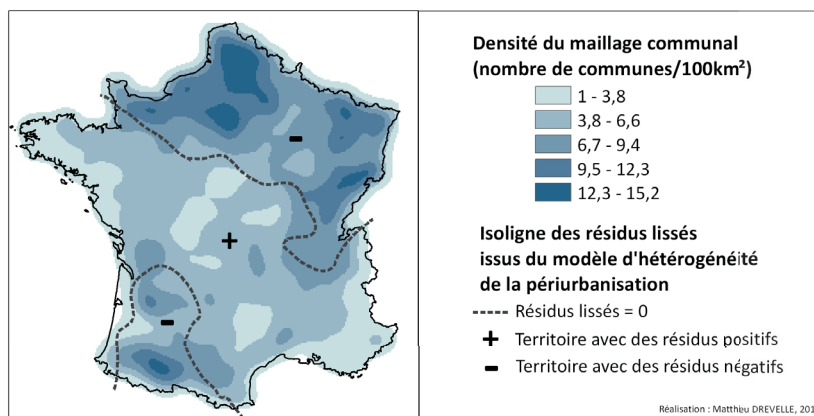 Densité du maillage communal
(nombre de communes/100km²)
1 - 3,8
3,8 - 6,6
6,7 - 9,4
9,5 - 12,3
12,3 - 15,2
Isoligne des résidus lissés
issus du modèle d'hétérogénéité
de la périurbanisation
Résidus lissés = 0
+ Territoire avec des résidus positifs
- Territoire avec des résidus négatifs
Réalisation : Matthieu DREVELLE, 201